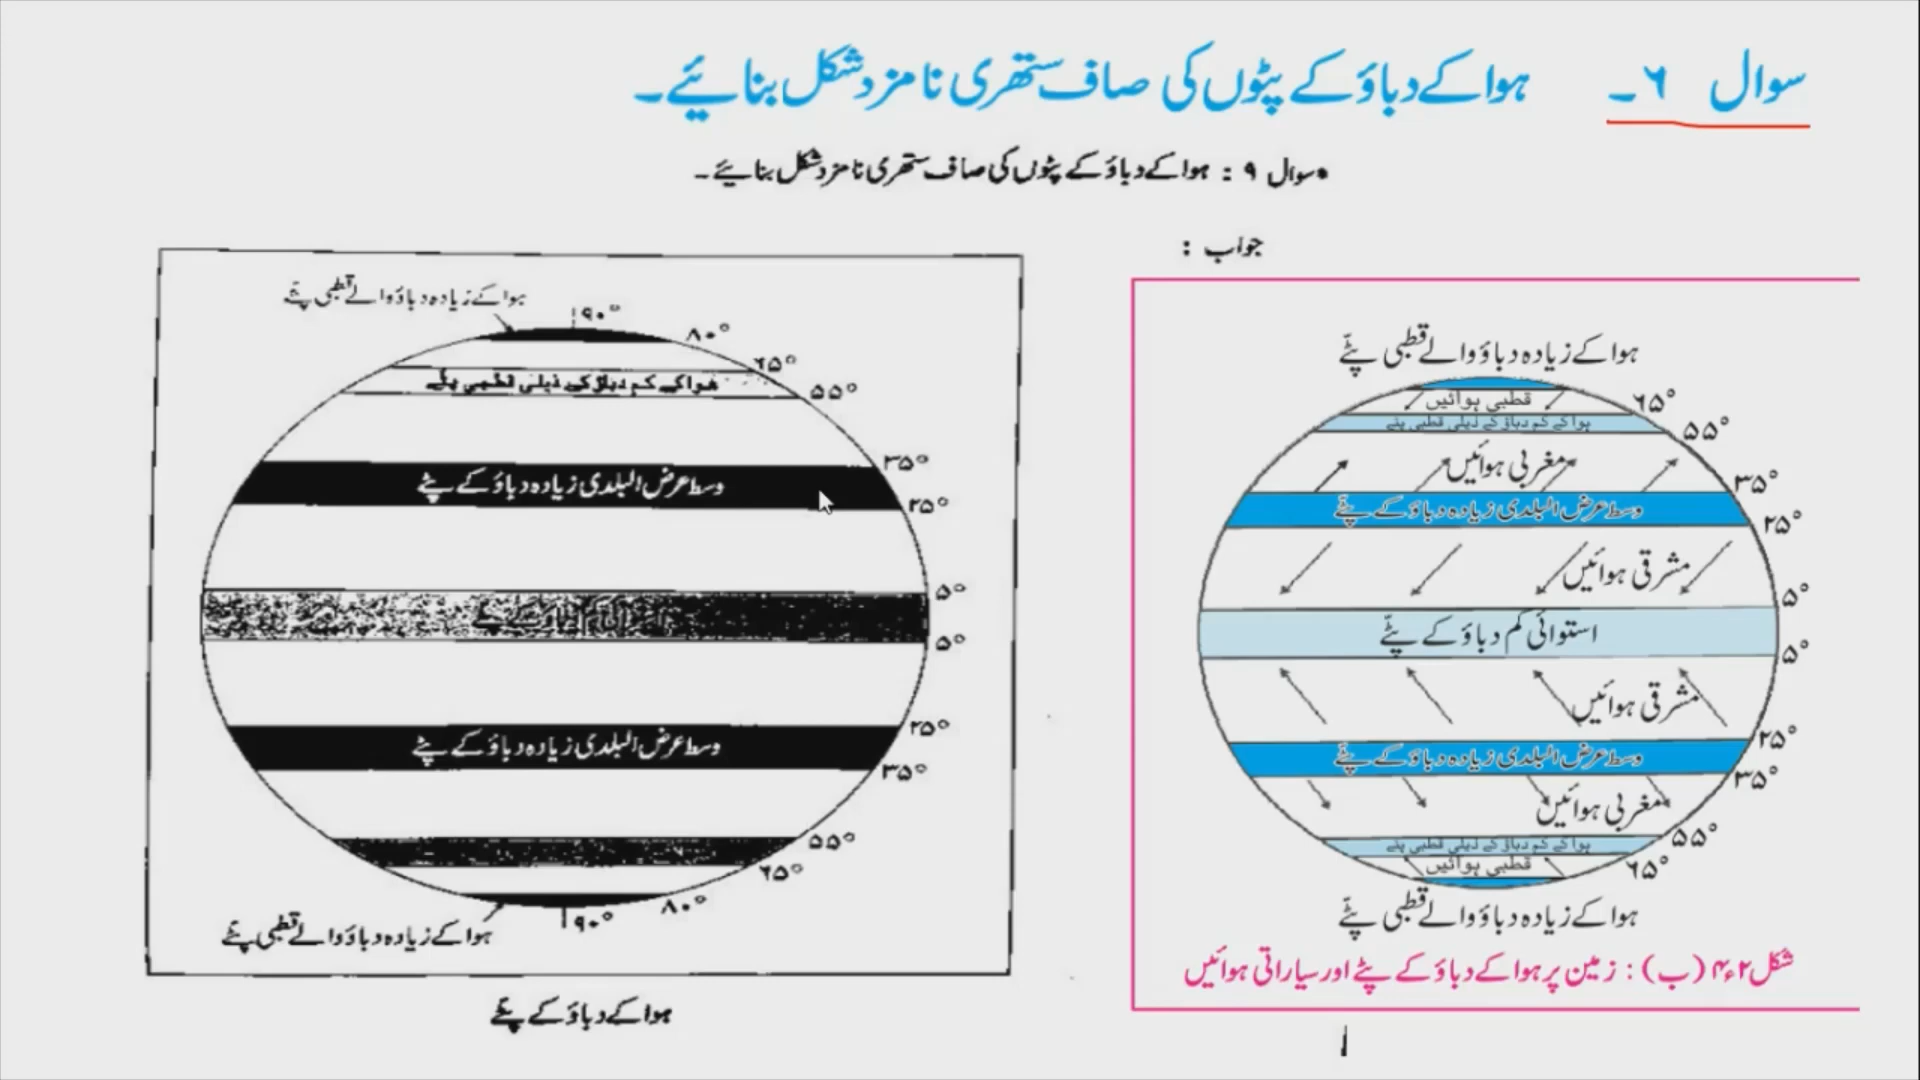 سوال ۶۔ ہوا کے دباؤ کے پٹوں کی صاف ستھری نامزد شکل بنائیے۔
*سوال ۹ : ہوا کے دباؤ کے پٹوں کی صاف ستھری نامزد شکل بنائیے۔
جواب :
ہوا کے زیادہ دباؤ والے قطبی پٹے
۹۰°
۸۰°
۶۵°
ہوا کے کم دباؤ کے ذیلی قطبی پٹے
۵۵°
۳۵°
وسط عرض البلدی زیادہ دباؤ کے پٹے
۲۵°
۵°
کے پٹے
۵°
۲۵°
وسط عرض البلدی زیادہ دباؤ کے پٹے
۳۵°
۵۵°
۶۵°
۸۰°
۹۰°
ہوا کے زیادہ دباؤ والے قطبی پٹے
ہوا کے دباؤ کے پٹے
ہوا کے زیادہ دباؤ والے قطبی پٹے
قطبی ہوائیں
۶۵°
ہوا کے کم دباؤ کے ذیلی قطبی پٹے
۵۵°
مغربی ہوائیں
۳۵°
وسط عرض البلدی زیادہ دباؤ کے پٹے
۲۵°
مشرقی ہوائیں
۵°
استوائی کم دباؤ کے پٹے
۵°
مشرقی ہوائیں
۲۵°
وسط عرض البلدی زیادہ دباؤ کے پٹے
۳۵°
مغربی ہوائیں
۵۵°
ہوا کے کم دباؤ کے ذیلی قطبی پٹے
قطبی ہوائیں
۶۵°
ہوا کے زیادہ دباؤ والے قطبی پٹے
شکل ۴ء۲ (ب) : زمین پر ہوا کے دباؤ کے پٹے اور سیاراتی ہوائیں